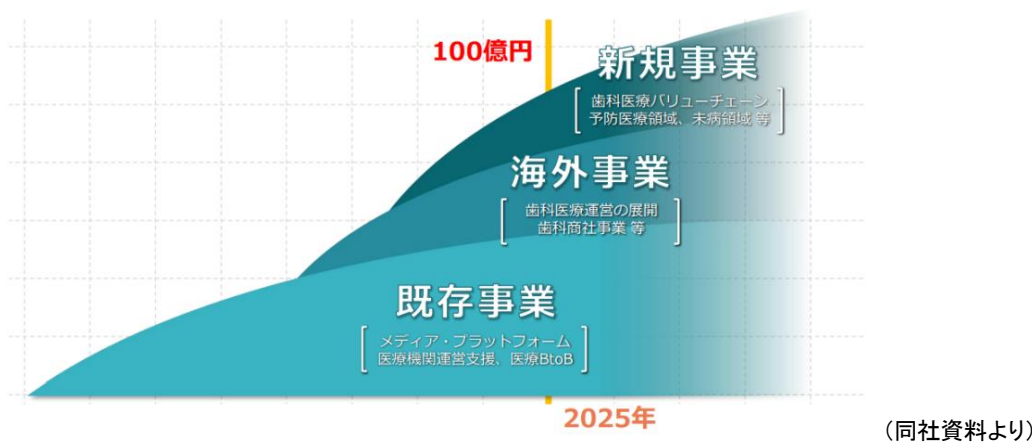 100億円
新規事業
歯科医療バリューチェーン
予防医療領域、未病領域 等
海外事業
歯科医療運営の展開
歯科商社事業 等
既存事業
メディア・プラットフォーム
医療機関運営支援、医療BtoB
2025年
(同社資料より)